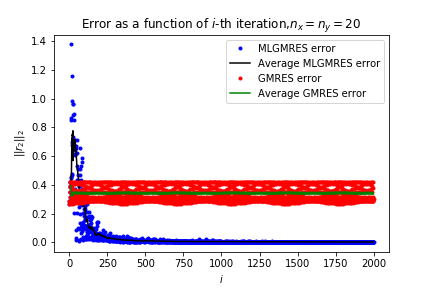 Error as a function of i-th iteration,n_x = n_y = 20
1.4
1.2
1.0
0.8
0.6
0.4
0.2
0.0
||r_2||_2
MLGMRES error
Average MLGMRES error
GMRES error
Average GMRES error
0 250 500 750 1000 1250 1500 1750 2000
i